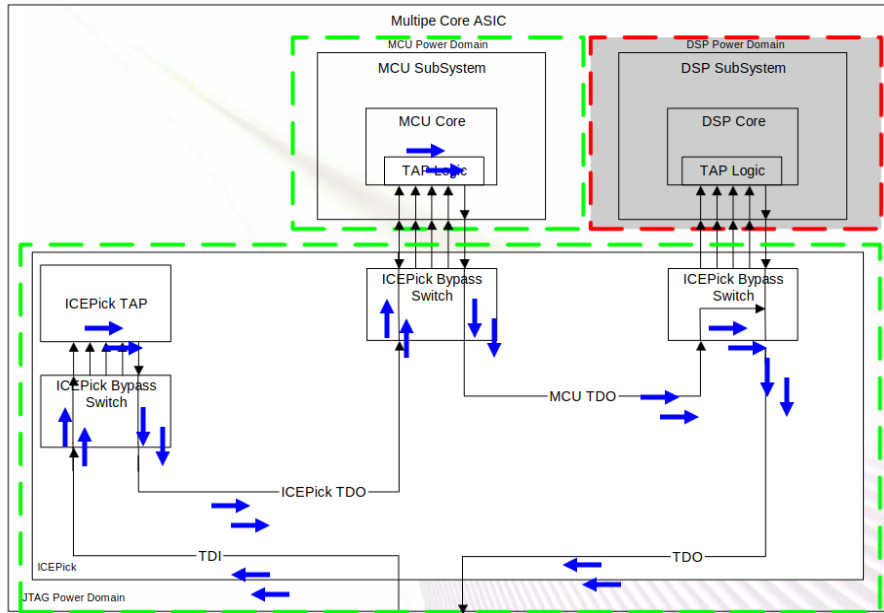 Multipe Core ASIC
MCU Power Domain
DSP Power Domain
MCU SubSystem
DSP SubSystem
MCU Core
DSP Core
TAP Logic
TAP Logic
ICEPick TAP
ICEPick Bypass
Switch
ICEPick Bypass
Switch
ICEPick Bypass
Switch
MCU TDO
ICEPick TDO
TDI
TDO
ICEPick
JTAG Power Domain